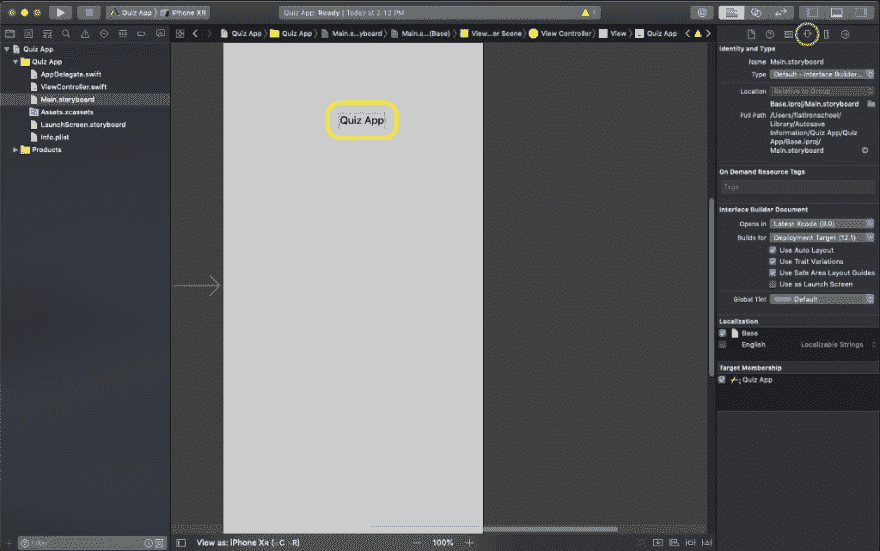 Quiz App
iPhone XR
Quiz App: Ready | Today at 2:12 PM
1
Quiz App
Quiz App
Main.s...yboard
Main.s...(Base)
View...er Scene
View Controller
View
Quiz App
Quiz App
Quiz App
AppDelegate.swift
ViewController.swift
Main.storyboard
Assets.xcassets
LaunchScreen.storyboard
Info.plist
Products
Quiz App
Identity and Type
Name Main.storyboard
Type Default - Interface Builder...
Location Relative to Group
Base.lproj/Main.storyboard
Full Path /Users/flatironschool/
Library/Autosave
Information/Quiz App/Quiz
App/Base.lproj/
Main.storyboard
On Demand Resource Tags
Tags
Interface Builder Document
Opens in Latest Xcode (9.0)
Builds for Deployment Target (12.1)
Use Auto Layout
Use Trait Variations
Use Safe Area Layout Guides
Use as Launch Screen
Global Tint Default
Localization
Base
English Localizable Strings
Target Membership
Quiz App
Filter
View as: iPhone XR (wC hR)
100%